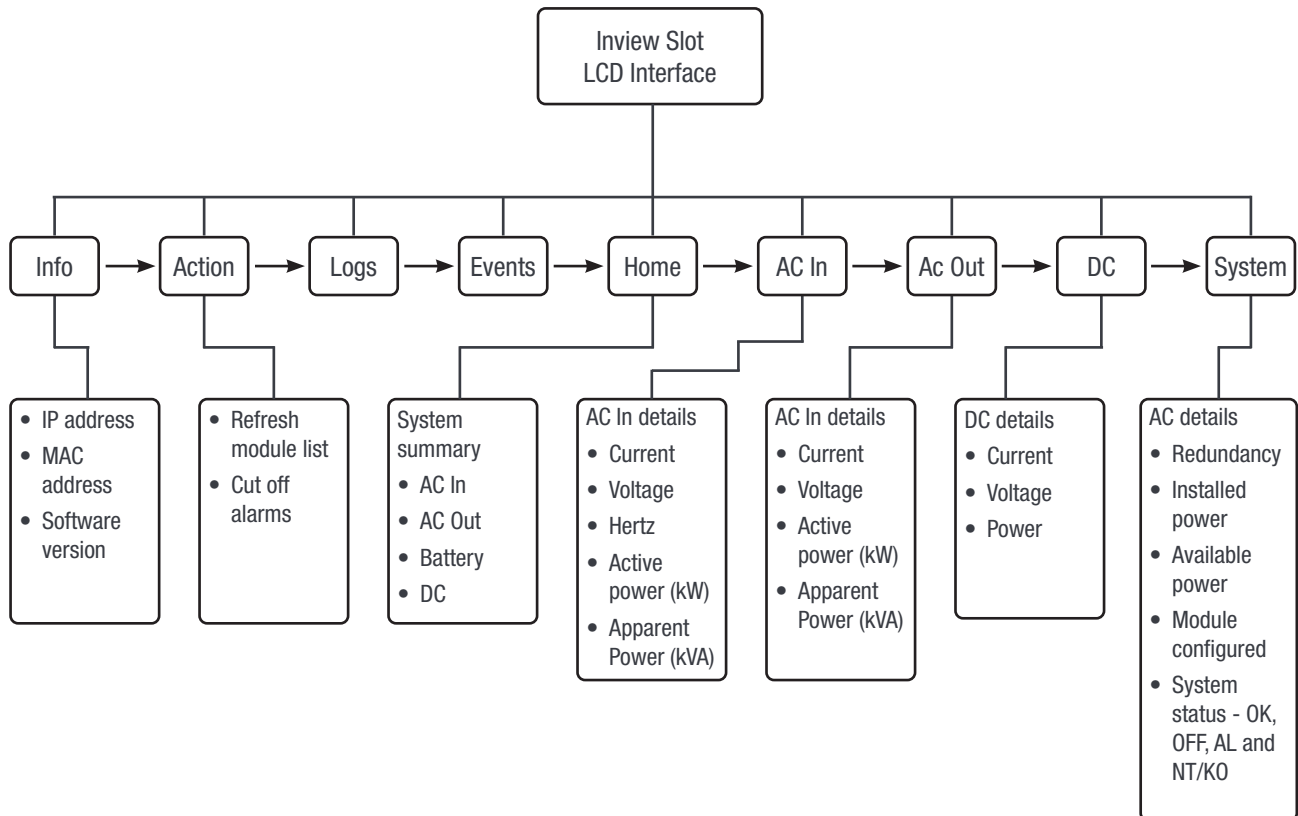 Inview Slot
LCD Interface
Info
Action
Logs
Events
Home
AC In
Ac Out
DC
System
• IP address
• MAC
address
• Software
version
• Refresh
module list
• Cut off
alarms
System
summary
• AC In
• AC Out
• Battery
• DC
AC In details
• Current
• Voltage
• Hertz
• Active
power (kW)
• Apparent
Power (kVA)
AC In details
• Current
• Voltage
• Active
power (kW)
• Apparent
Power (kVA)
DC details
• Current
• Voltage
• Power
AC details
• Redundancy
• Installed
power
• Available
power
• Module
configured
• System
status - OK,
OFF, AL and
NT/KO